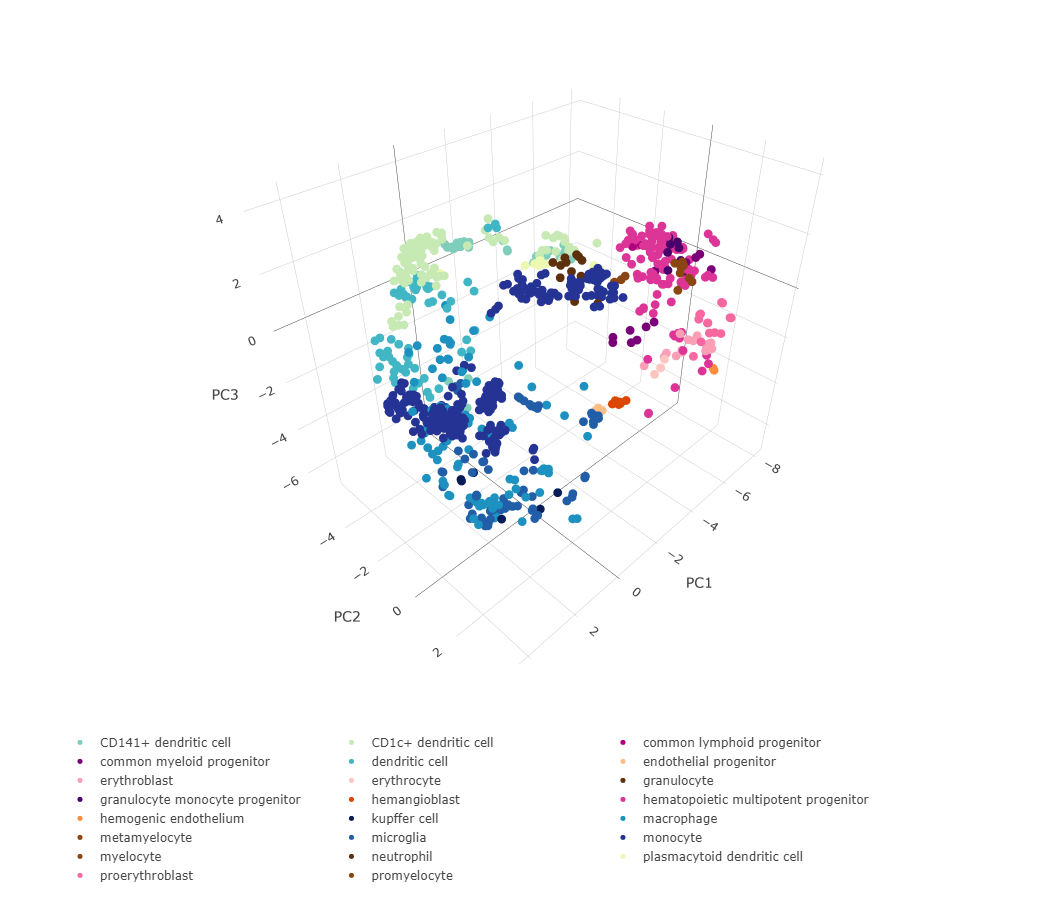 4
2
0
PC3
−2
−4
−6
−8
−6
−4
−4
−2
−2
PC1
0
0
PC2
2
2
CD141+ dendritic cell
CD1c+ dendritic cell
common lymphoid progenitor
common myeloid progenitor
dendritic cell
endothelial progenitor
erythroblast
erythrocyte
granulocyte
granulocyte monocyte progenitor
hemangioblast
hematopoietic multipotent progenitor
hemogenic endothelium
kupffer cell
macrophage
metamyelocyte
microglia
monocyte
myelocyte
neutrophil
plasmacytoid dendritic cell
proerythroblast
promyelocyte